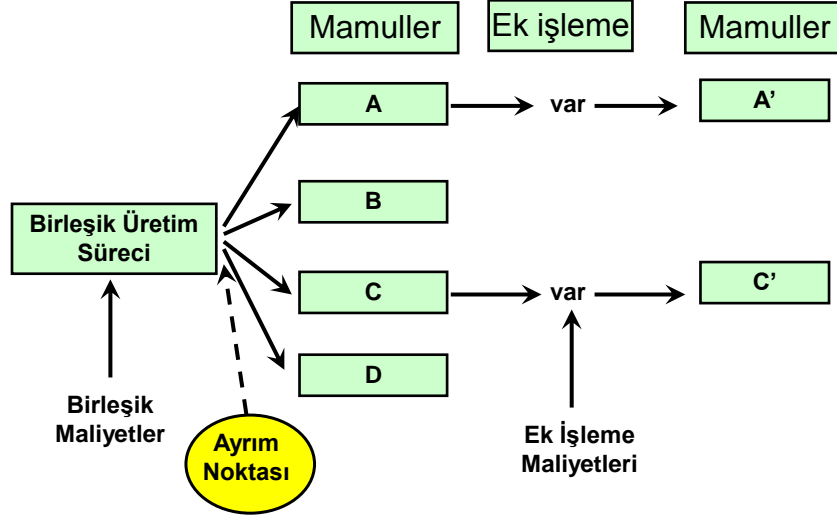 Mamuller
Ek işleme
Mamuller
A
var
A'
B
Birleşik Üretim
Süreci
C
var
C'
D
Birleşik
Maliyetler
Ayrım
Noktası
Ek İşleme
Maliyetleri